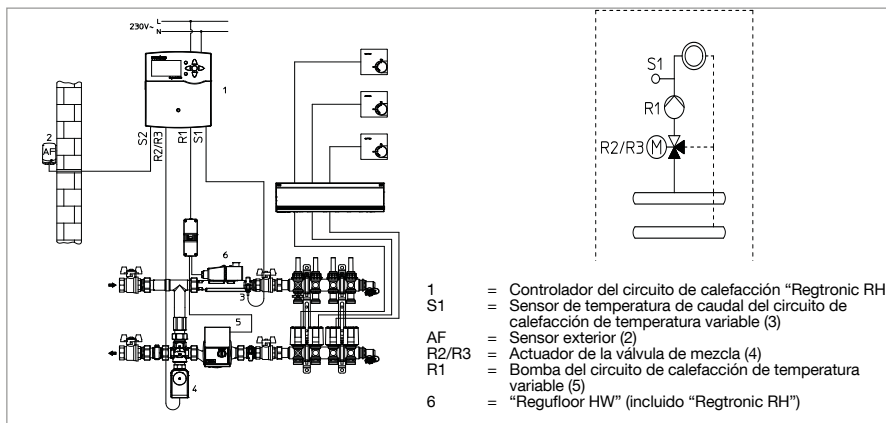 230V~
L
N
1
2
AF
S2
R2/R3
R1
S1
6
3
5
4
S1
R1
R2/R3
M
1 = Controlador del circuito de calefacción “Regtronic RH
S1 = Sensor de temperatura de caudal del circuito de
calefacción de temperatura variable (3)
AF = Sensor exterior (2)
R2/R3 = Actuador de la válvula de mezcla (4)
R1 = Bomba del circuito de calefacción de temperatura
variable (5)
6 = “Regufloor HW” (incluido “Regtronic RH”)